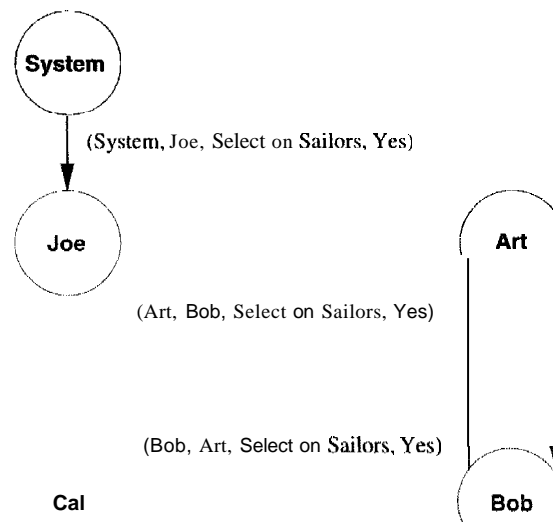 System
(System, Joe, Select on Sailors, Yes)
Joe
Art
(Art, Bob, Select on Sailors, Yes)
(Bob, Art, Select on Sailors, Yes)
Cal
Bob